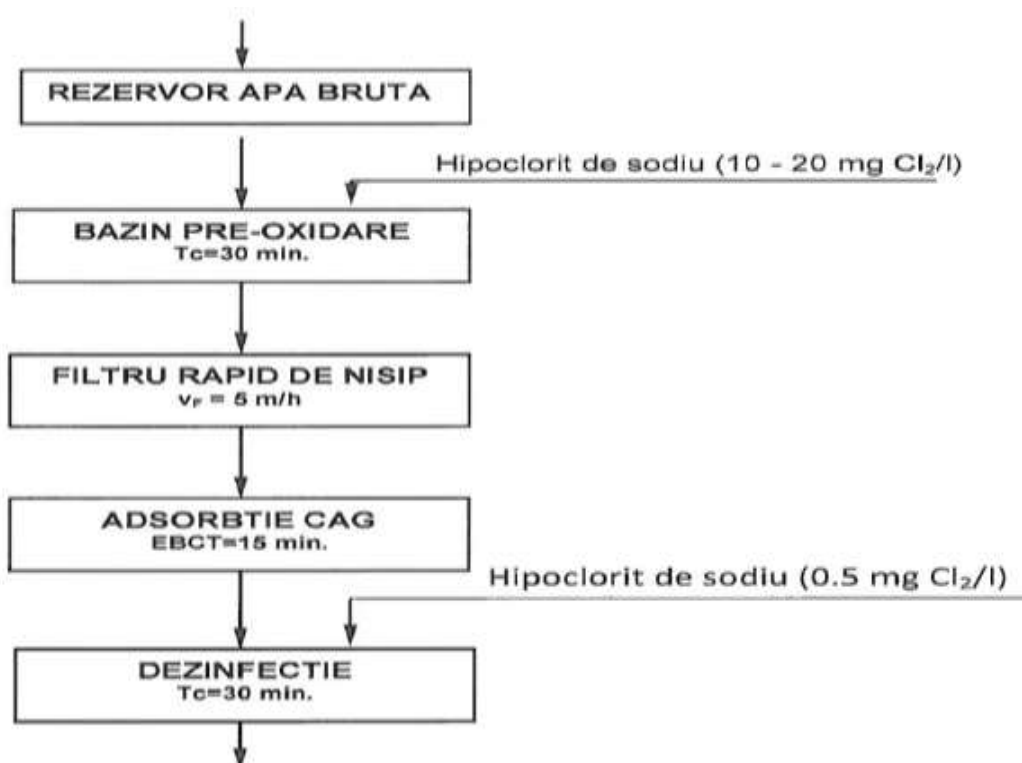 REZERVOR APA BRUTA
Hipoclorit de sodiu (10 - 20 mg Cl₂/l)
BAZIN PRE-OXIDARE
Tc=30 min.
FILTRU RAPID DE NISIP
vF = 5 m/h
ADSORBTIE CAG
EBCT=15 min.
Hipoclorit de sodiu (0.5 mg Cl₂/l)
DEZINFECTIE
Tc=30 min.